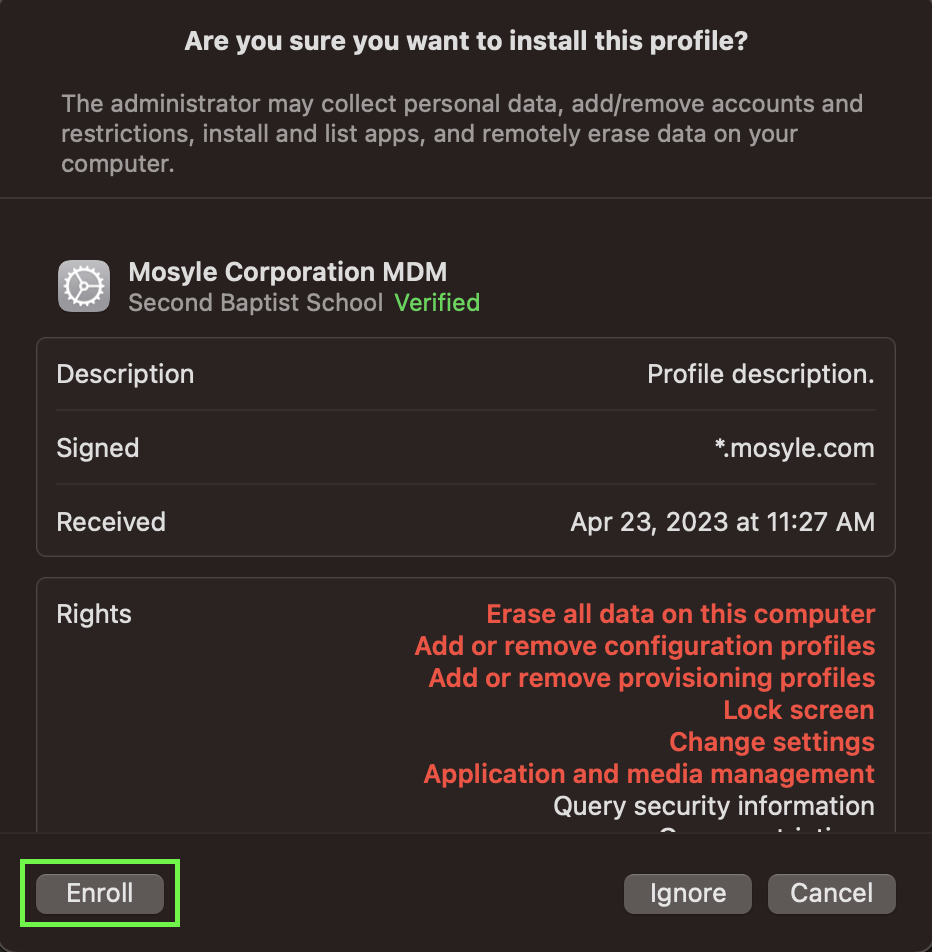 Are you sure you want to install this profile?
The administrator may collect personal data, add/remove accounts and
restrictions, install and list apps, and remotely erase data on your
computer.
Mosyle Corporation MDM
Second Baptist School Verified
Description Profile description.
Signed *.mosyle.com
Received Apr 23, 2023 at 11:27 AM
Rights Erase all data on this computer
Add or remove configuration profiles
Add or remove provisioning profiles
Lock screen
Change settings
Application and media management
Query security information
Enroll Ignore Cancel